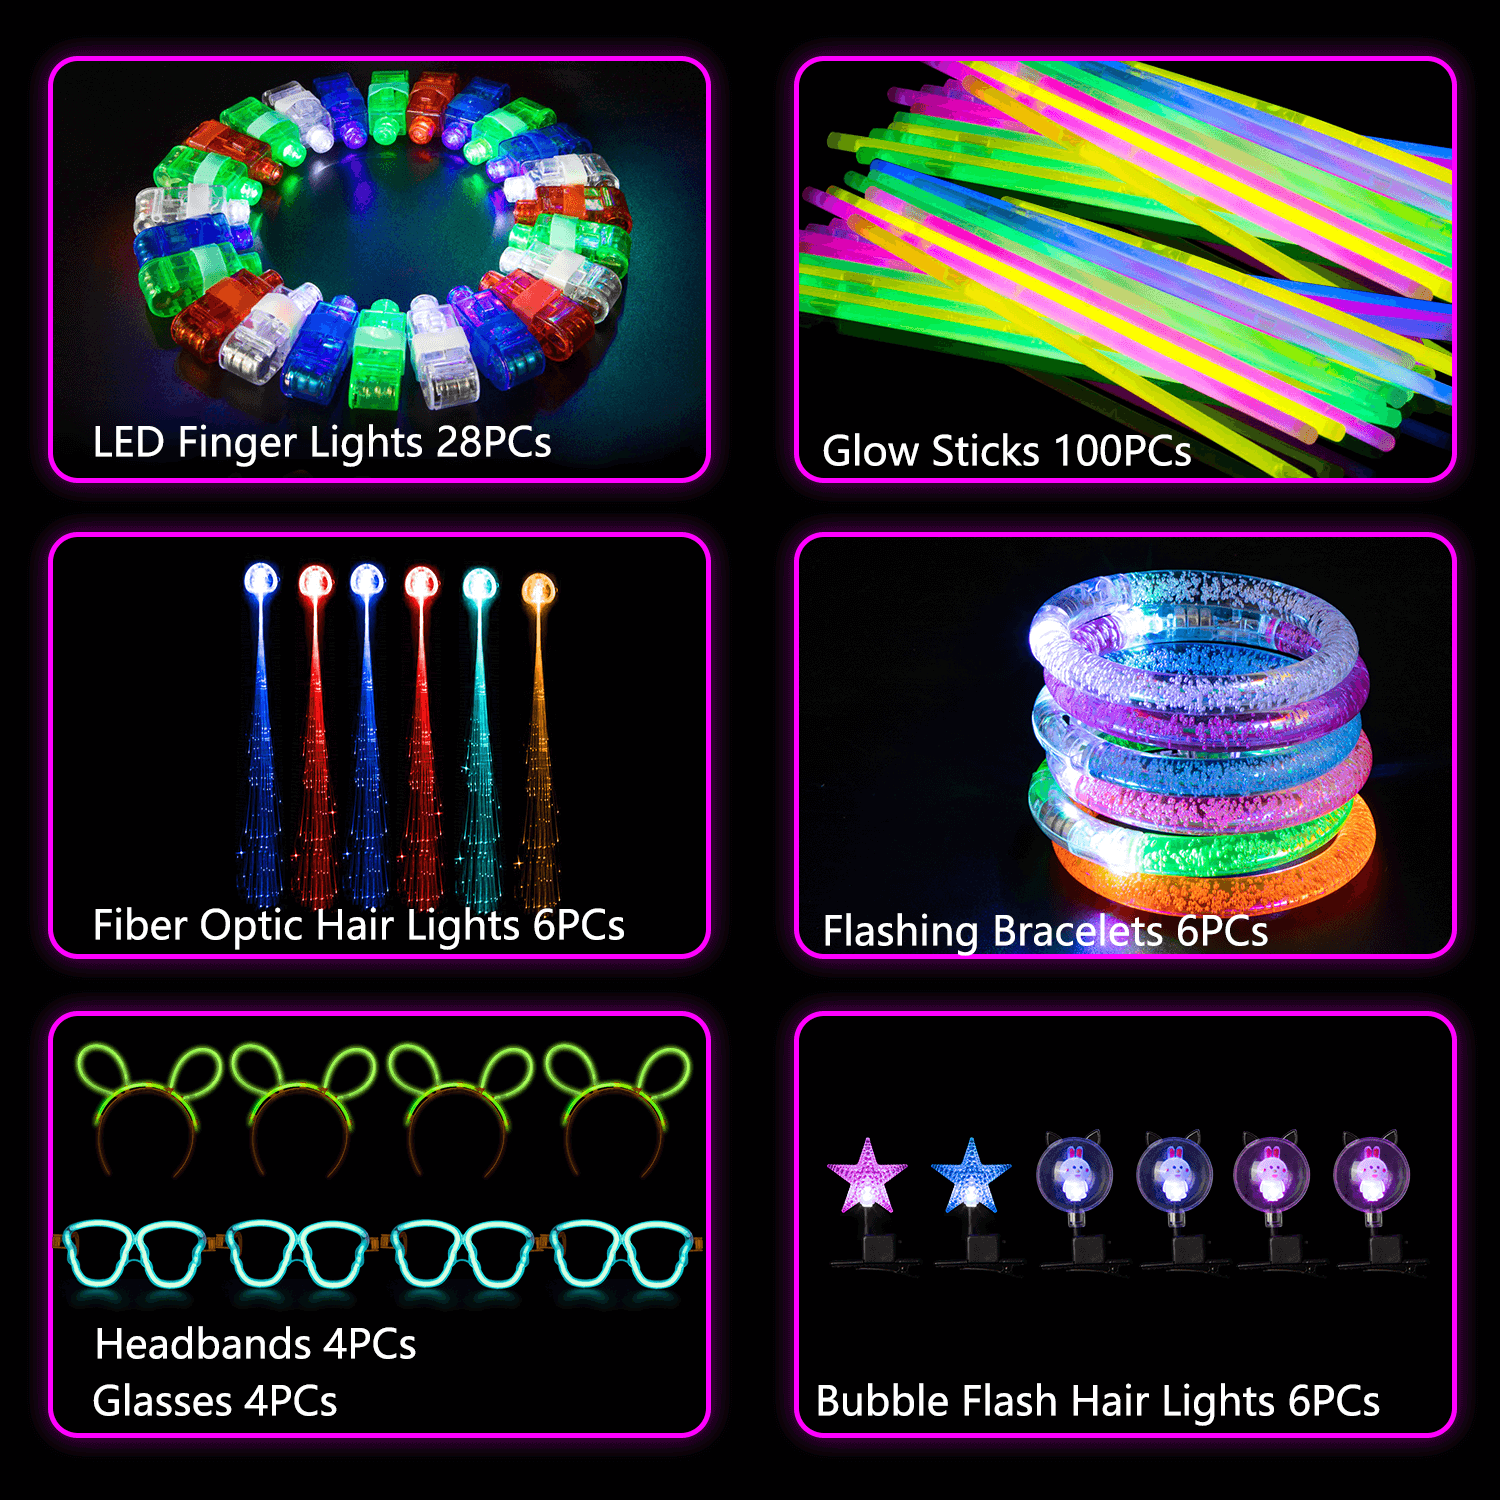 LED Finger Lights 28PCs
Glow Sticks 100PCs
Fiber Optic Hair Lights 6PCs
Flashing Bracelets 6PCs
Headbands 4PCs
Glasses 4PCs
Bubble Flash Hair Lights 6PCs